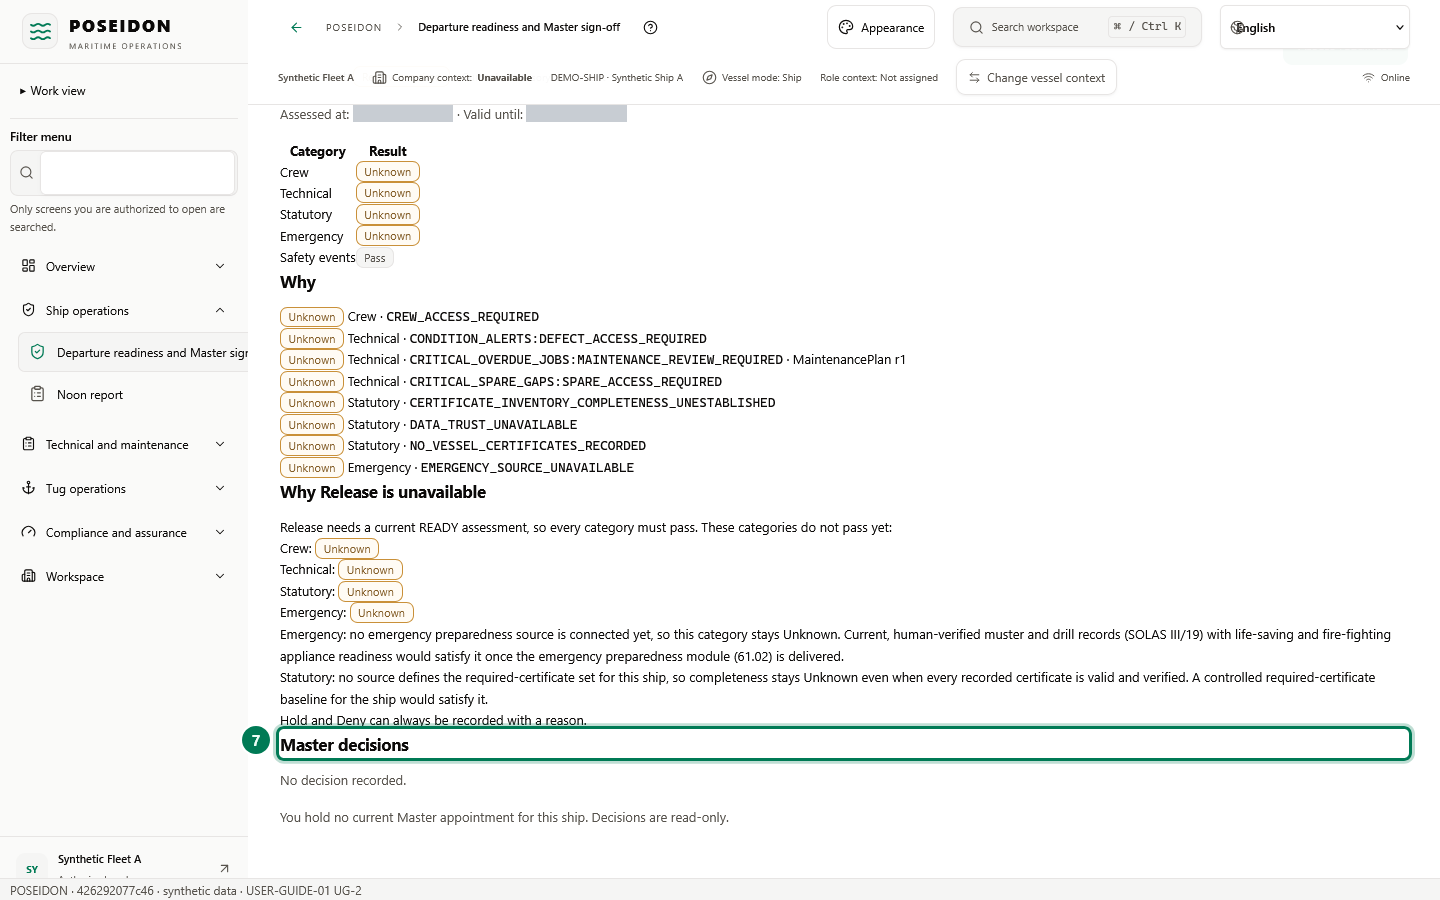 POSEIDON
MARITIME OPERATIONS
Work view
Filter menu
Only screens you are authorized to open are
searched.
Overview
Ship operations
Departure readiness and Master sign
Noon report
Technical and maintenance
Tug operations
Compliance and assurance
Workspace
SY
Synthetic Fleet A
POSEIDON
Departure readiness and Master sign-off
Appearance
Search workspace
⌘ / Ctrl K
English
Synthetic Fleet A
Company context: Unavailable
DEMO-SHIP · Synthetic Ship A
Vessel mode: Ship
Role context: Not assigned
Change vessel context
Online
Assessed at: · Valid until:
Category Result
Crew Unknown
Technical Unknown
Statutory Unknown
Emergency Unknown
Safety events Pass
Why
Unknown Crew · CREW_ACCESS_REQUIRED
Unknown Technical · CONDITION_ALERTS:DEFECT_ACCESS_REQUIRED
Unknown Technical · CRITICAL_OVERDUE_JOBS:MAINTENANCE_REVIEW_REQUIRED · MaintenancePlan r1
Unknown Technical · CRITICAL_SPARE_GAPS:SPARE_ACCESS_REQUIRED
Unknown Statutory · CERTIFICATE_INVENTORY_COMPLETENESS_UNESTABLISHED
Unknown Statutory · DATA_TRUST_UNAVAILABLE
Unknown Statutory · NO_VESSEL_CERTIFICATES_RECORDED
Unknown Emergency · EMERGENCY_SOURCE_UNAVAILABLE
Why Release is unavailable
Release needs a current READY assessment, so every category must pass. These categories do not pass yet:
Crew: Unknown
Technical: Unknown
Statutory: Unknown
Emergency: Unknown
Emergency: no emergency preparedness source is connected yet, so this category stays Unknown. Current, human-verified muster and drill records (SOLAS III/19) with life-saving and fire-fighting
appliance readiness would satisfy it once the emergency preparedness module (61.02) is delivered.
Statutory: no source defines the required-certificate set for this ship, so completeness stays Unknown even when every recorded certificate is valid and verified. A controlled required-certificate
baseline for the ship would satisfy it.
Hold and Deny can always be recorded with a reason.
7
Master decisions
No decision recorded.
You hold no current Master appointment for this ship. Decisions are read-only.
POSEIDON · 426292077c46 · synthetic data · USER-GUIDE-01 UG-2